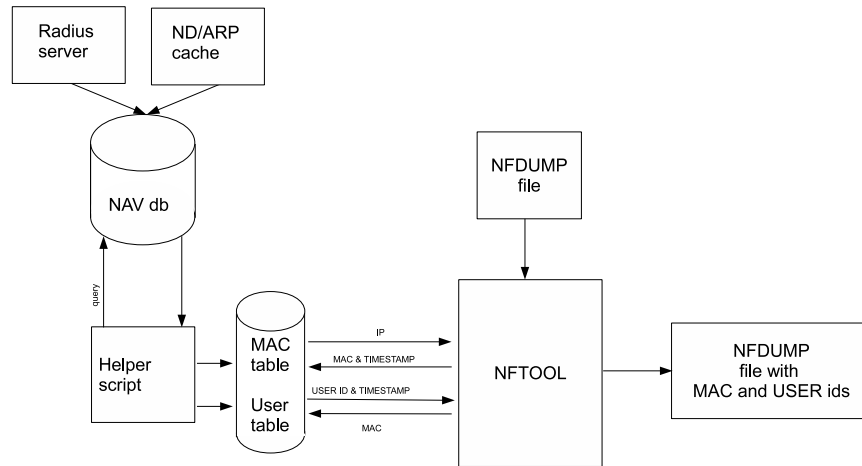 Radius
server
ND/ARP
cache
NFDUMP
file
NAV db
query
Helper
script
MAC
table
User
table
IP
MAC & TIMESTAMP
USER ID & TIMESTAMP
MAC
NFTOOL
NFDUMP
file with
MAC and USER ids